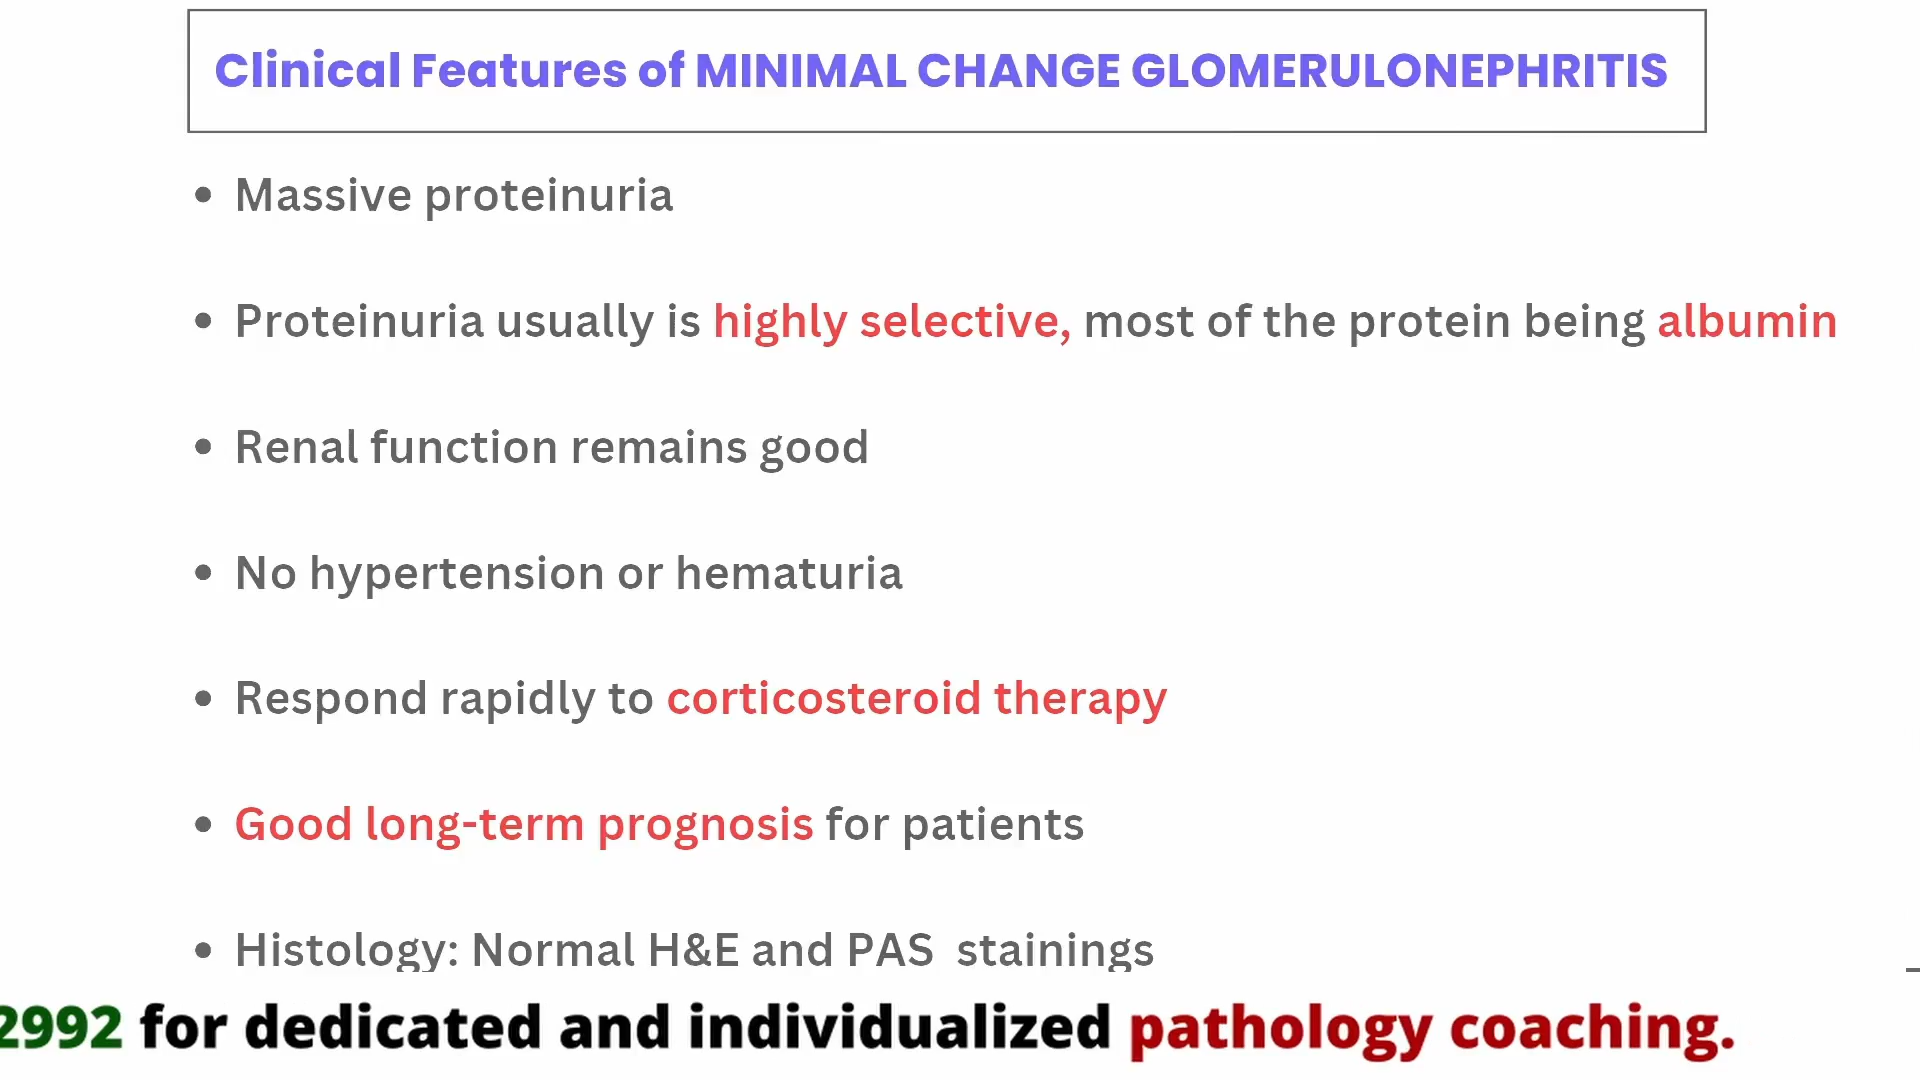 Clinical Features of MINIMAL CHANGE GLOMERULONEPHRITIS
• Massive proteinuria
• Proteinuria usually is highly selective, most of the protein being albumin
• Renal function remains good
• No hypertension or hematuria
• Respond rapidly to corticosteroid therapy
• Good long-term prognosis for patients
• Histology: Normal H&E and PAS stainings
2992 for dedicated and individualized pathology coaching.